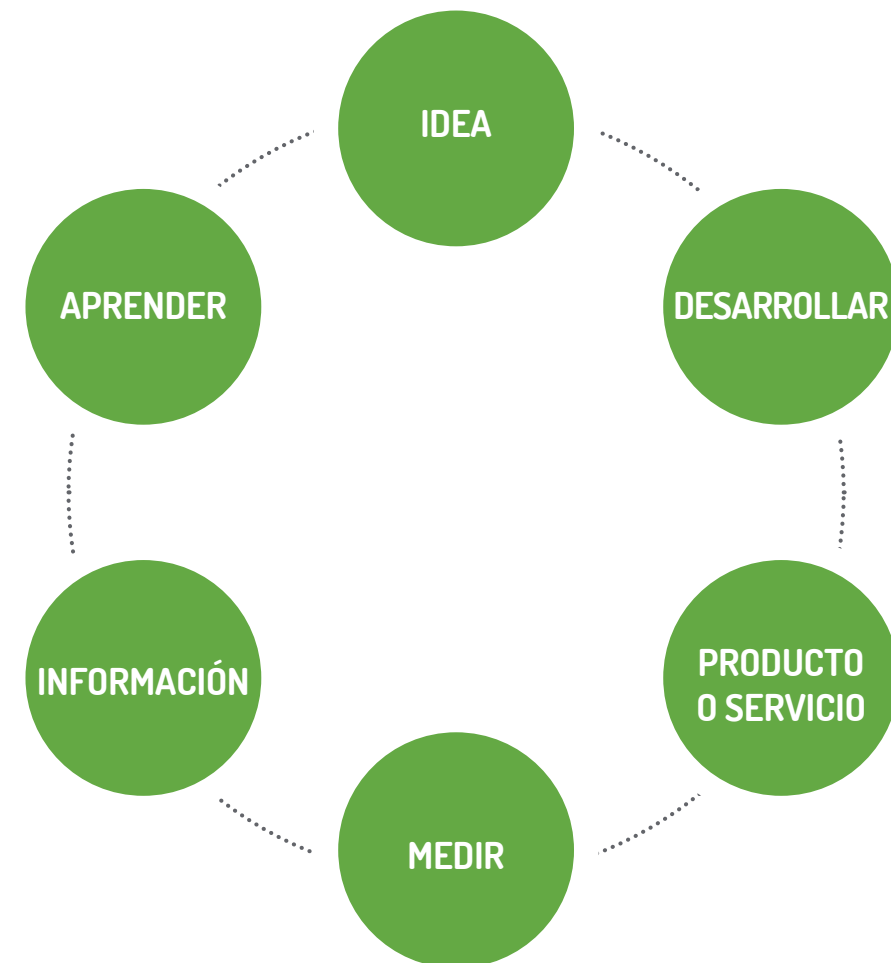 IDEA
APRENDER
DESARROLLAR
INFORMACIÓN
PRODUCTO
O SERVICIO
MEDIR